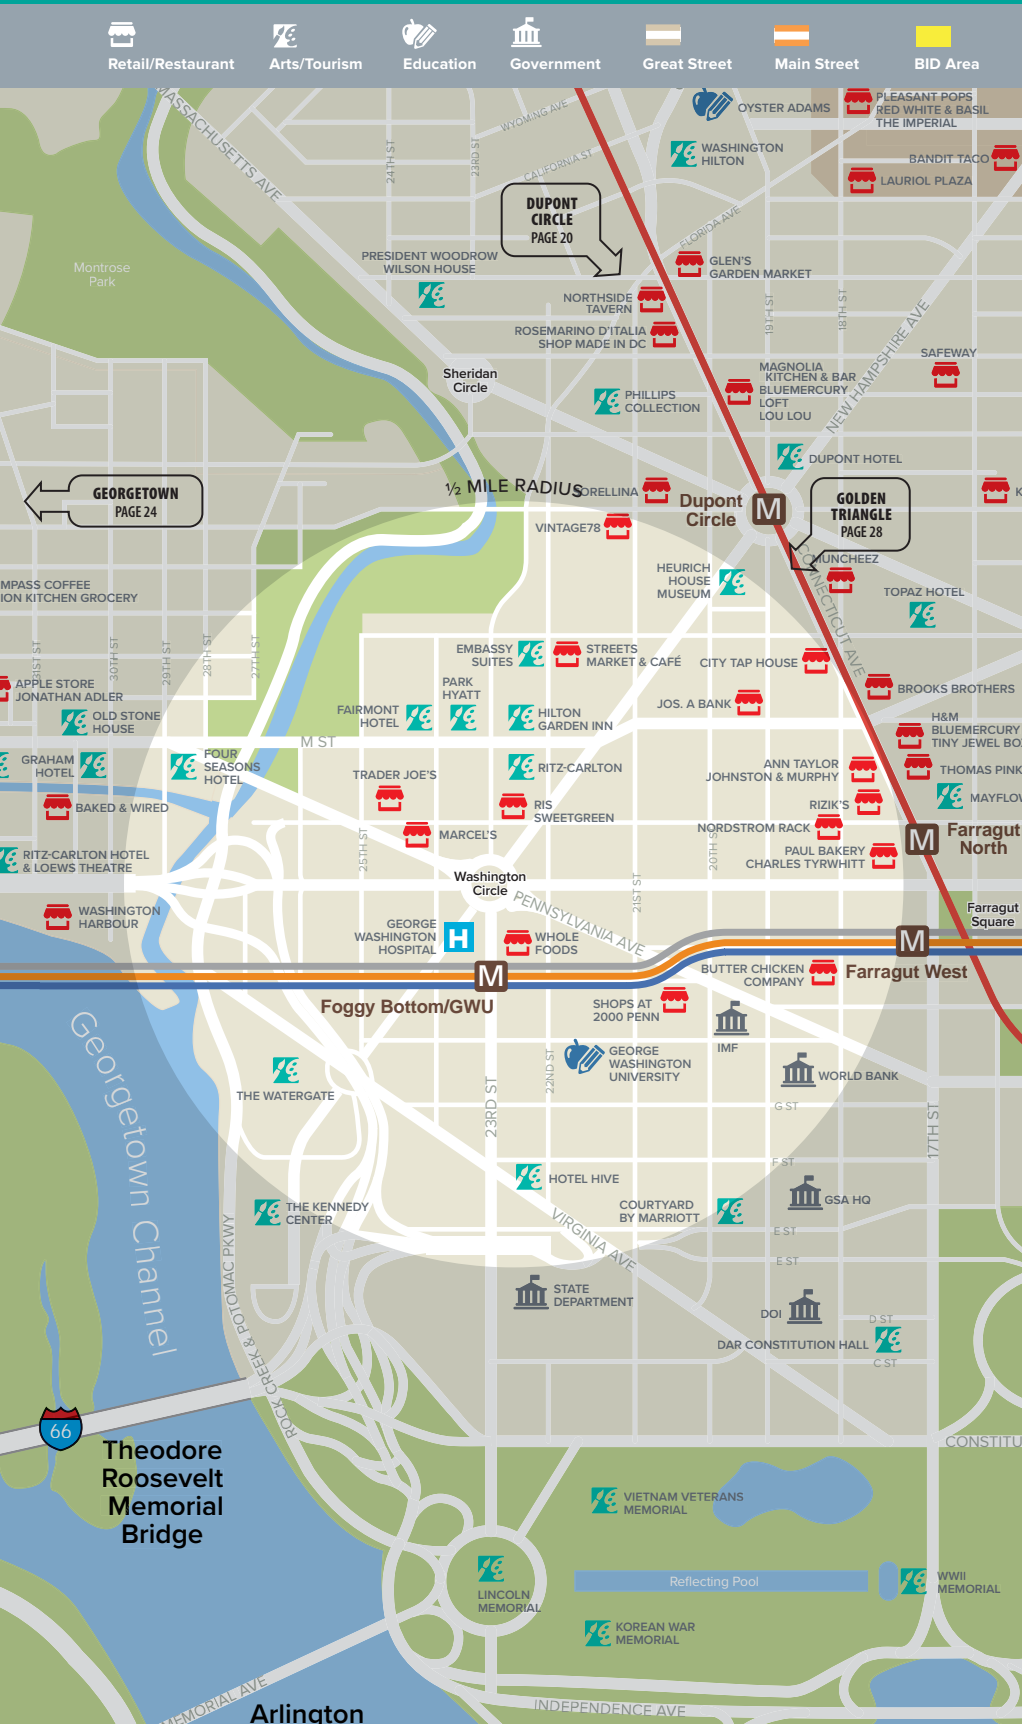 Retail/Restaurant
Arts/Tourism
Education
Government
Great Street
Main Street
BID Area
MASSACHUSETTS AVE
WYOMING AVE
24TH ST
23RD ST
CALIFORNIA ST
OYSTER ADAMS
PLEASANT POPS
RED WHITE & BASIL
THE IMPERIAL
WASHINGTON
HILTON
BANDIT TACO
LAURIOL PLAZA
DUPONT
CIRCLE
PAGE 20
FLORIDA AVE
PRESIDENT WOODROW
WILSON HOUSE
Montrose
Park
GLEN'S
GARDEN MARKET
NORTHSIDE
TAVERN
19TH ST
18TH ST
ROSEMARINO D'ITALIA
SHOP MADE IN DC
NEW HAMPSHIRE AVE
SAFEWAY
Sheridan
Circle
MAGNOLIA
KITCHEN & BAR
BLUEMERCURY
LOFT
LOU LOU
PHILLIPS
COLLECTION
DUPONT HOTEL
GEORGETOWN
PAGE 24
½ MILE RADIUS
ORELLINA
Dupont
Circle
M
GOLDEN
TRIANGLE
PAGE 28
K
VINTAGE78
MUNCHEEZ
CONNECTICUT AVE
HEURICH
HOUSE
MUSEUM
TOPAZ HOTEL
MPASS COFFEE
ION KITCHEN GROCERY
31ST ST
30TH ST
29TH ST
28TH ST
27TH ST
EMBASSY
SUITES
STREETS
MARKET & CAFÉ
CITY TAP HOUSE
APPLE STORE
JONATHAN ADLER
PARK
HYATT
BROOKS BROTHERS
OLD STONE
HOUSE
FAIRMONT
HOTEL
HILTON
GARDEN INN
JOS. A BANK
H&M
BLUEMERCURY
TINY JEWEL BO
M ST
GRAHAM
HOTEL
FOUR
SEASONS
HOTEL
TRADER JOE'S
RITZ-CARLTON
ANN TAYLOR
JOHNSTON & MURPHY
THOMAS PINK
BAKED & WIRED
RIS
SWEETGREEN
RIZIK'S
MAYFLOW
MARCEL'S
NORDSTROM RACK
M
Farragut
North
RITZ-CARLTON HOTEL
& LOEWS THEATRE
25TH ST
20TH S
PAUL BAKERY
CHARLES TYRWHITT
Washington
Circle
21ST ST
PENNSYLVANIA AVE
WASHINGTON
HARBOUR
Farragut
Square
GEORGE
WASHINGTON
HOSPITAL
H
WHOLE
FOODS
M
M
BUTTER CHICKEN
COMPANY
Farragut West
Foggy Bottom/GWU
SHOPS AT
2000 PENN
IMF
Georgetown Channel
22ND ST
GEORGE
WASHINGTON
UNIVERSITY
WORLD BANK
THE WATERGATE
23RD ST
G ST
17TH ST
F ST
HOTEL HIVE
THE KENNEDY
CENTER
COURTYARD
BY MARRIOTT
GSA HQ
VIRGINIA AVE
E ST
E ST
STATE
DEPARTMENT
DOI
D ST
DAR CONSTITUTION HALL
C ST
ROCK CREEK & POTOMAC PKWY
66
Theodore
Roosevelt
Memorial
Bridge
CONSTITU
VIETNAM VETERANS
MEMORIAL
LINCOLN
MEMORIAL
Reflecting Pool
WWII
MEMORIAL
KOREAN WAR
MEMORIAL
MEMORIAL AVE
Arlington
INDEPENDENCE AVE